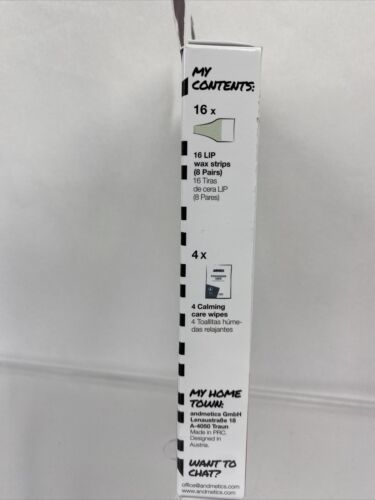 MY
CONTENTS:
16 x
16 LIP
wax strips
(8 Pairs)
16 Tiras
de cera LIP
(8 Pares)
4 x
4 Calming
care wipes
4 Toallitas húme-
das relajantes
MY HOME
TOWN:
andmetics GmbH
Lenaustraße 18
A-4050 Traun
Made in PRC.
Designed in
Austria.
WANT TO
CHAT?
office@andmetics.com
www.andmetics.com